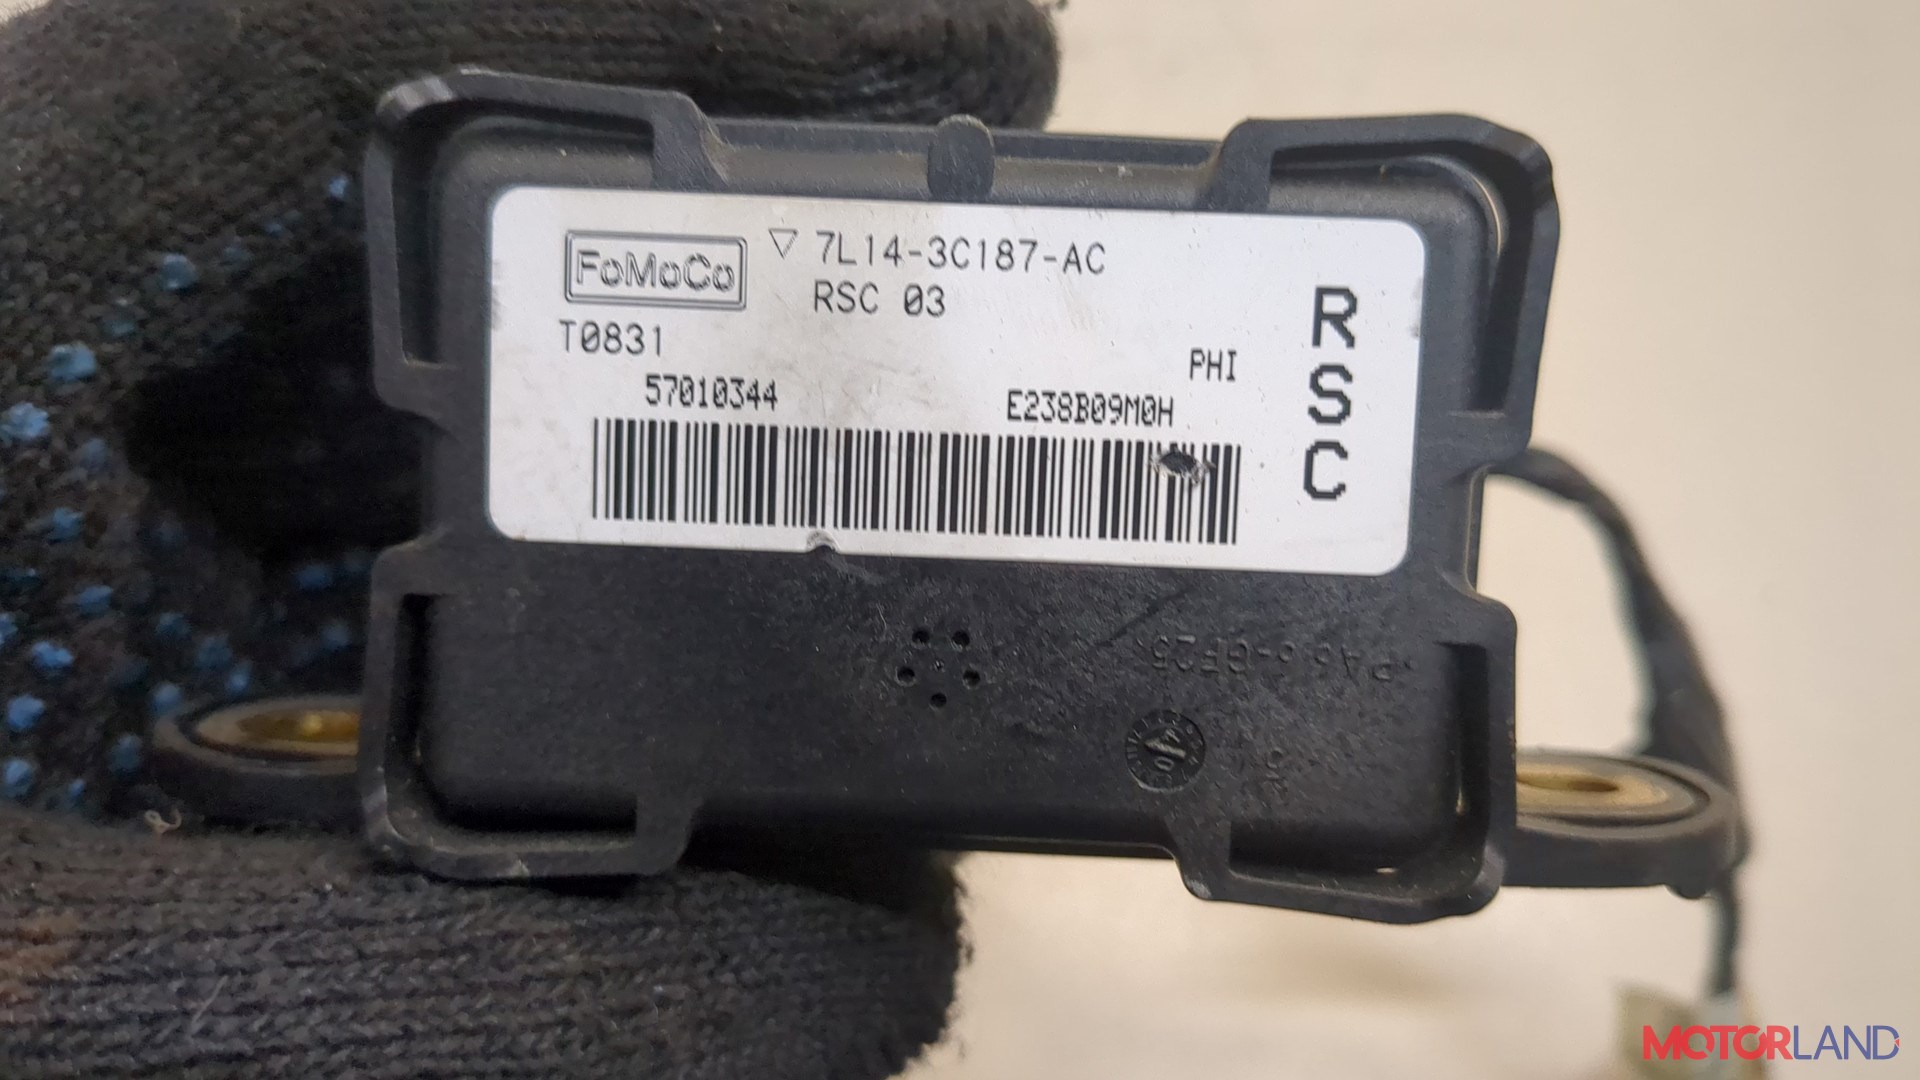 FoMoCo
▽ 7L14-3C187-AC
RSC 03
T0831
PHI
57010344
E238B09M0H
RSC
MOTORLAND